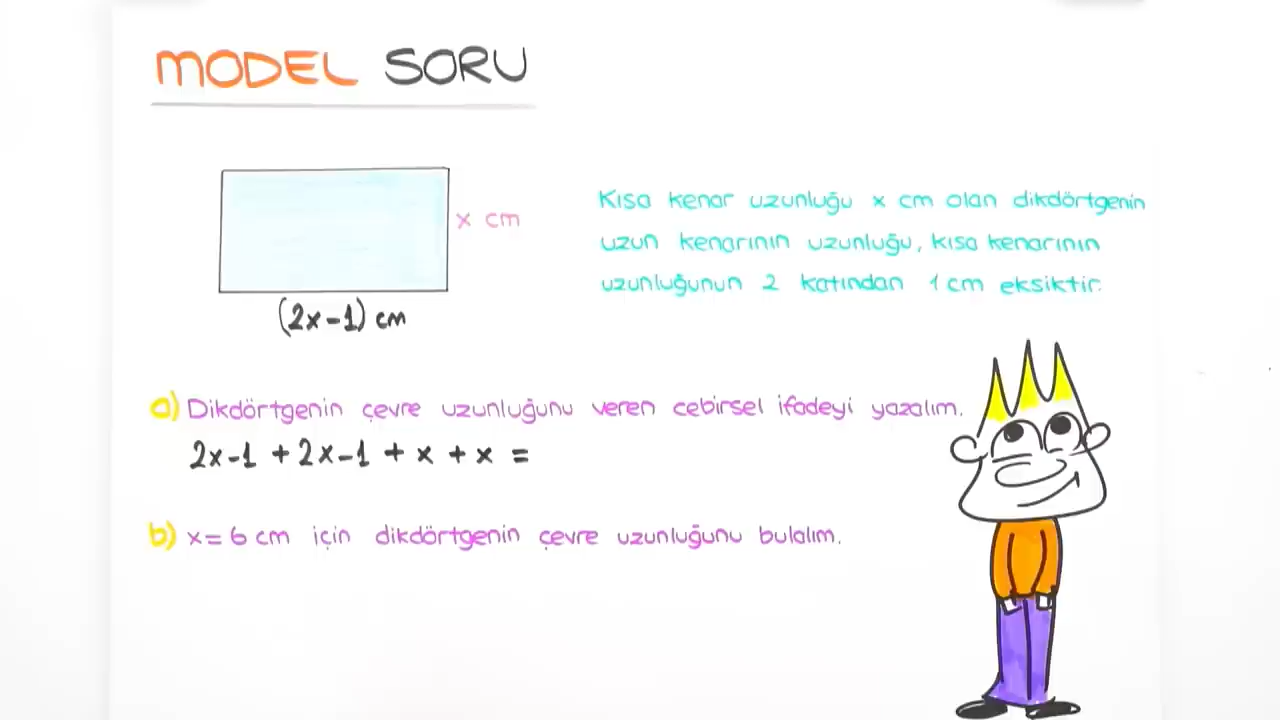 MODEL SORU
x cm
(2x-1) cm
Kısa kenar uzunluğu x cm olan dikdörtgenin
uzun kenarının uzunluğu, kısa kenarının
uzunluğunun 2 katından 1 cm eksiktir.
a) Dikdörtgenin çevre uzunluğunu veren cebirsel ifadeyi yazalım.
2x-1 + 2x-1 + x + x =
b) x = 6 cm için dikdörtgenin çevre uzunluğunu bulalım.